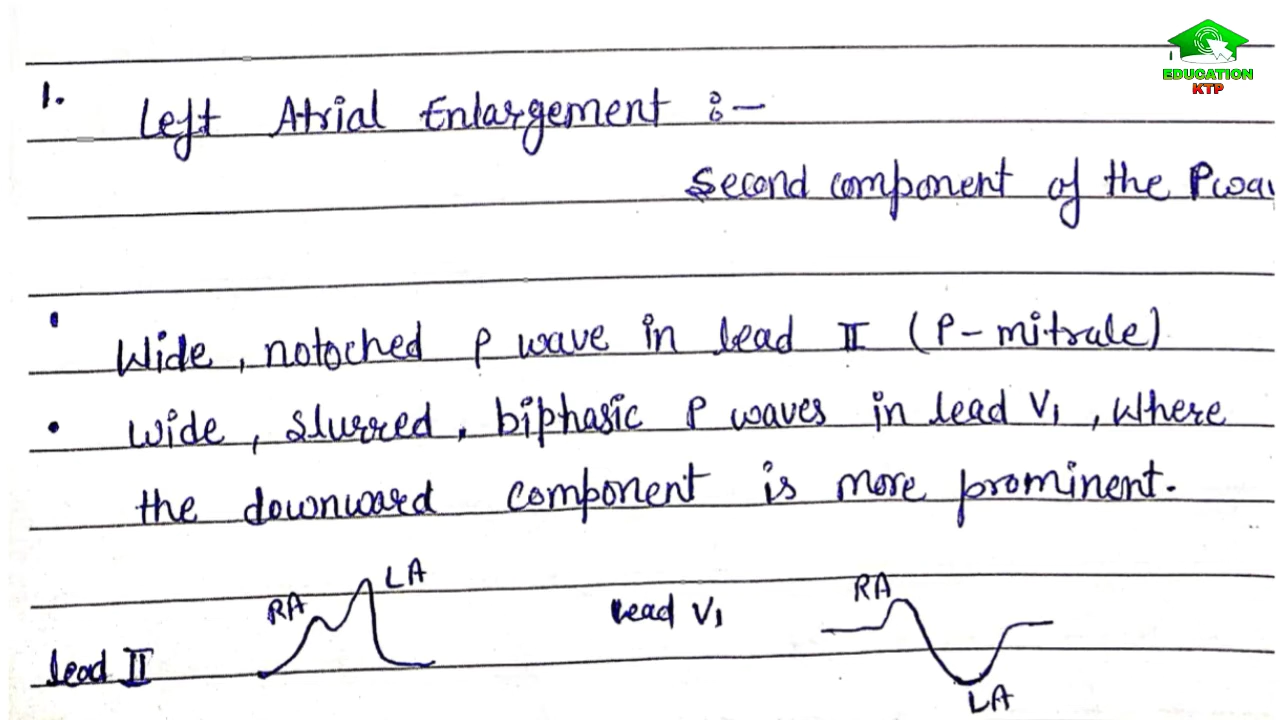 EDUCATION
KTP
1. Left Atrial Enlargement :-
Second component of the Pwav
Wide, notoched P wave in lead II (P-mitrale)
• Wide, slurred, biphasic P waves in lead V1, Where
the downward component is more prominent.
RA LA
Lead II
Lead V1
RA
LA